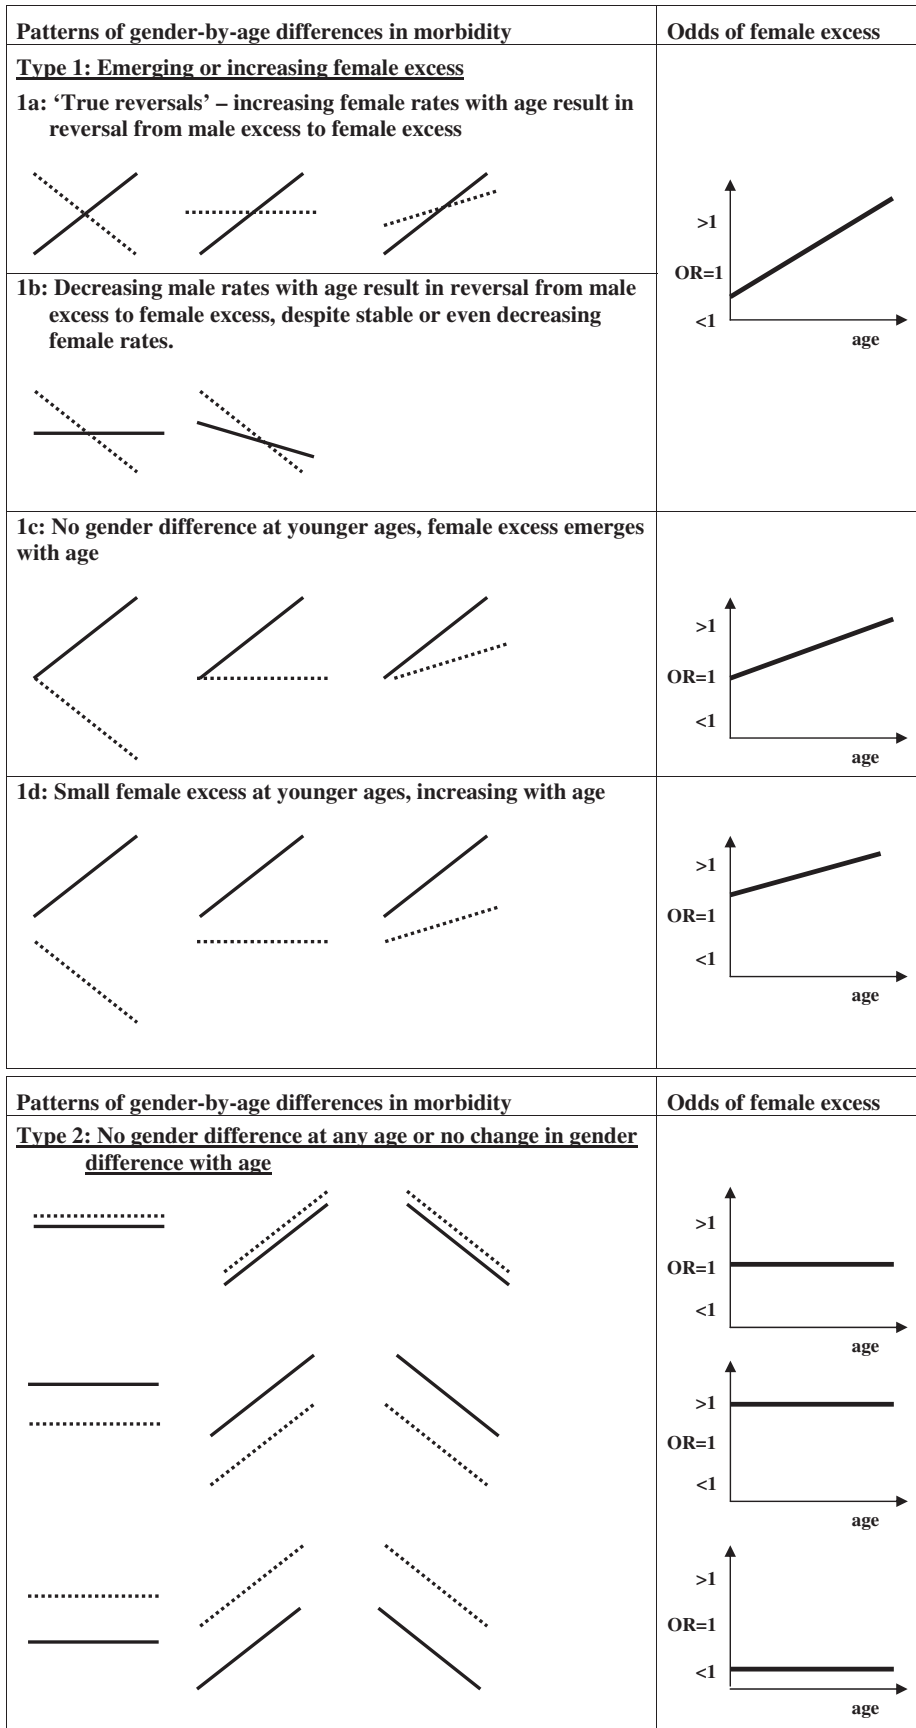 Patterns of gender-by-age differences in morbidity
Odds of female excess
Type 1: Emerging or increasing female excess
1a: ‘True reversals’ – increasing female rates with age result in
reversal from male excess to female excess
>1
OR=1
<1
age
1b: Decreasing male rates with age result in reversal from male
excess to female excess, despite stable or even decreasing
female rates.
1c: No gender difference at younger ages, female excess emerges
with age
>1
OR=1
<1
age
1d: Small female excess at younger ages, increasing with age
>1
OR=1
<1
age
Patterns of gender-by-age differences in morbidity
Odds of female excess
Type 2: No gender difference at any age or no change in gender
difference with age
>1
OR=1
<1
age
>1
OR=1
<1
age
>1
OR=1
<1
age